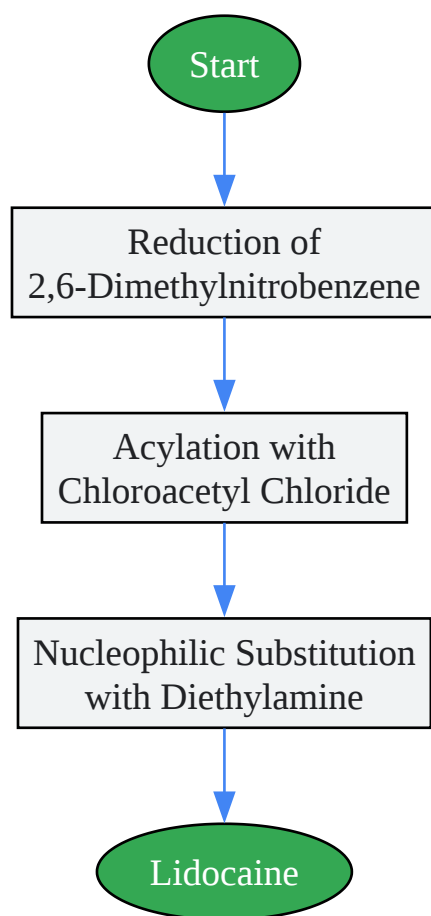 Start
Reduction of
2,6-Dimethylnitrobenzene
Acylation with
Chloroacetyl Chloride
Nucleophilic Substitution
with Diethylamine
Lidocaine